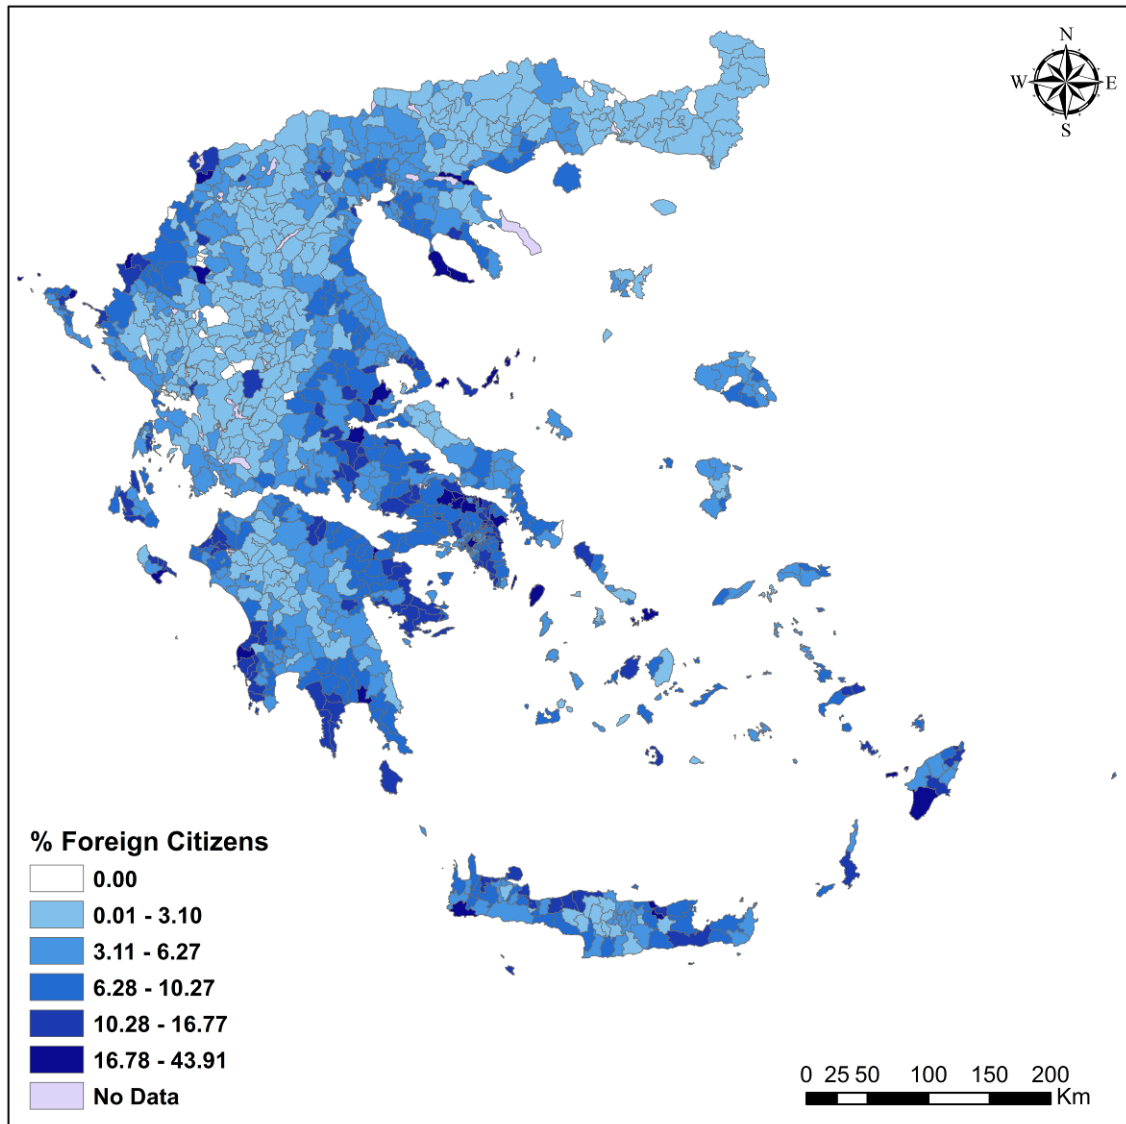 N
W E
S
% Foreign Citizens
0.00
0.01 - 3.10
3.11 - 6.27
6.28 - 10.27
10.28 - 16.77
16.78 - 43.91
No Data
0 25 50 100 150 200
Km